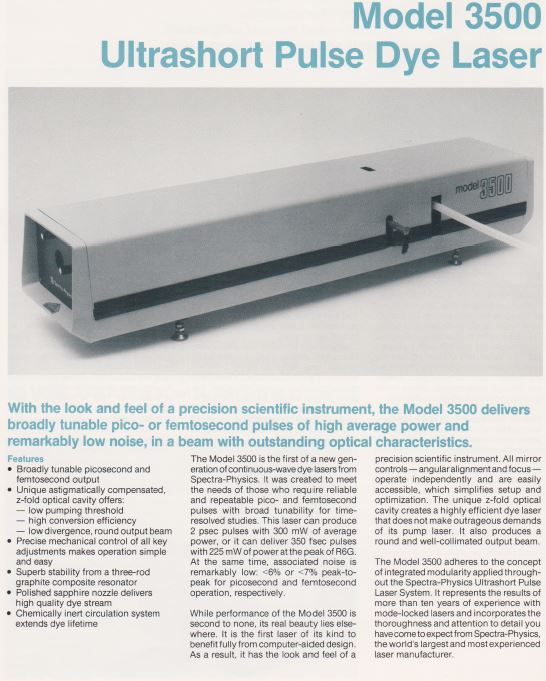 Model 3500
Ultrashort Pulse Dye Laser
model 3500
With the look and feel of a precision scientific instrument, the Model 3500 delivers
broadly tunable pico- or femtosecond pulses of high average power and
remarkably low noise, in a beam with outstanding optical characteristics.
Features
• Broadly tunable picosecond and
femtosecond output
• Unique astigmatically compensated,
z-fold optical cavity offers:
— low pumping threshold
— high conversion efficiency
— low divergence, round output beam
• Precise mechanical control of all key
adjustments makes operation simple
and easy
• Superb stability from a three-rod
graphite composite resonator
• Polished sapphire nozzle delivers
high quality dye stream
• Chemically inert circulation system
extends dye lifetime
The Model 3500 is the first of a new gen-
eration of continuous-wave dye lasers from
Spectra-Physics. It was created to meet
the needs of those who require reliable
and repeatable pico- and femtosecond
pulses with broad tunability for time-
resolved studies. This laser can produce
2 psec pulses with 300 mW of average
power, or it can deliver 350 fsec pulses
with 225 mW of power at the peak of R6G.
At the same time, associated noise is
remarkably low: <6% or <7% peak-to-
peak for picosecond and femtosecond
operation, respectively.
While performance of the Model 3500 is
second to none, its real beauty lies else-
where. It is the first laser of its kind to
benefit fully from computer-aided design.
As a result, it has the look and feel of a
precision scientific instrument. All mirror
controls — angular alignment and focus —
operate independently and are easily
accessible, which simplifies setup and
optimization. The unique z-fold optical
cavity creates a highly efficient dye laser
that does not make outrageous demands
of its pump laser. It also produces a
round and well-collimated output beam.
The Model 3500 adheres to the concept
of integrated modularity applied through-
out the Spectra-Physics Ultrashort Pulse
Laser System. It represents the results of
more than ten years of experience with
mode-locked lasers and incorporates the
thoroughness and attention to detail you
have come to expect from Spectra-Physics,
the world's largest and most experienced
laser manufacturer.